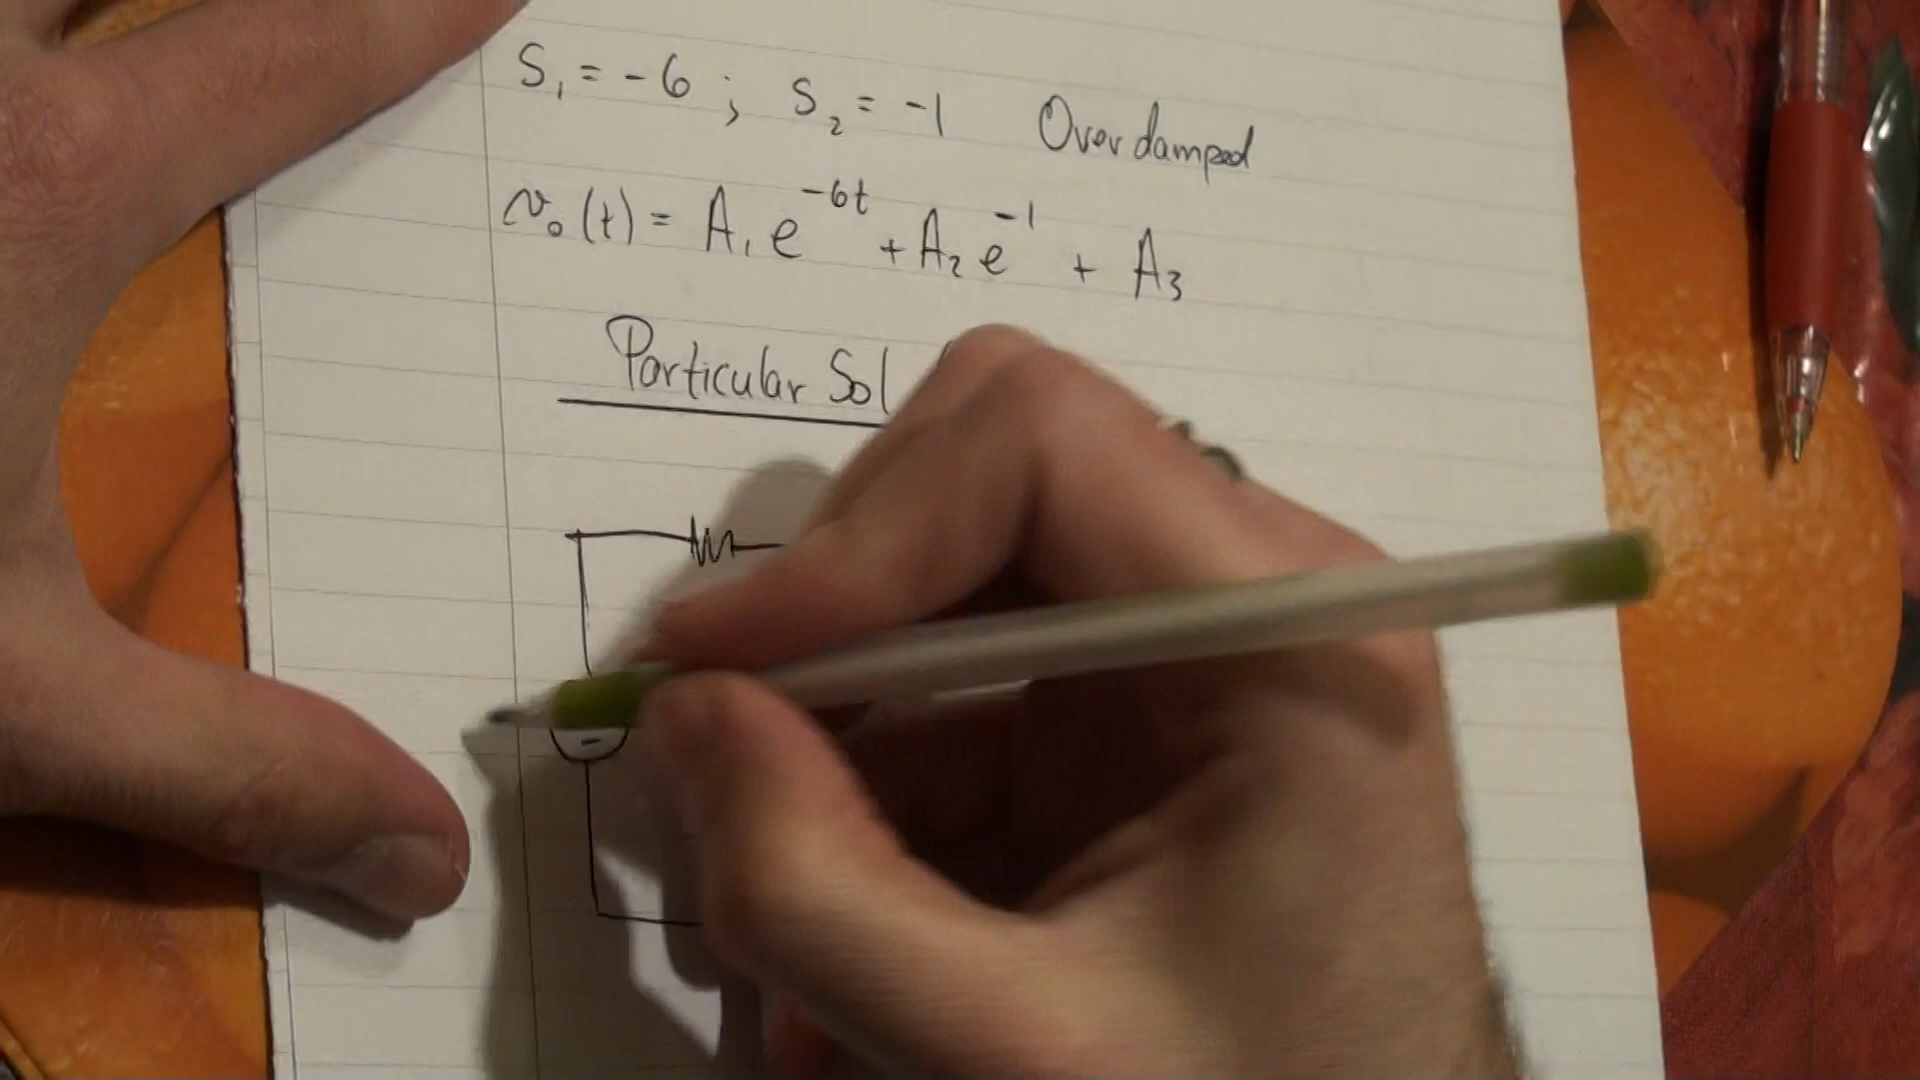 S₁ = -6 ; S₂ = -1 Overdamped
v₀(t) = A₁ e^-6t + A₂ e^-1 + A₃
Particular Sol
-